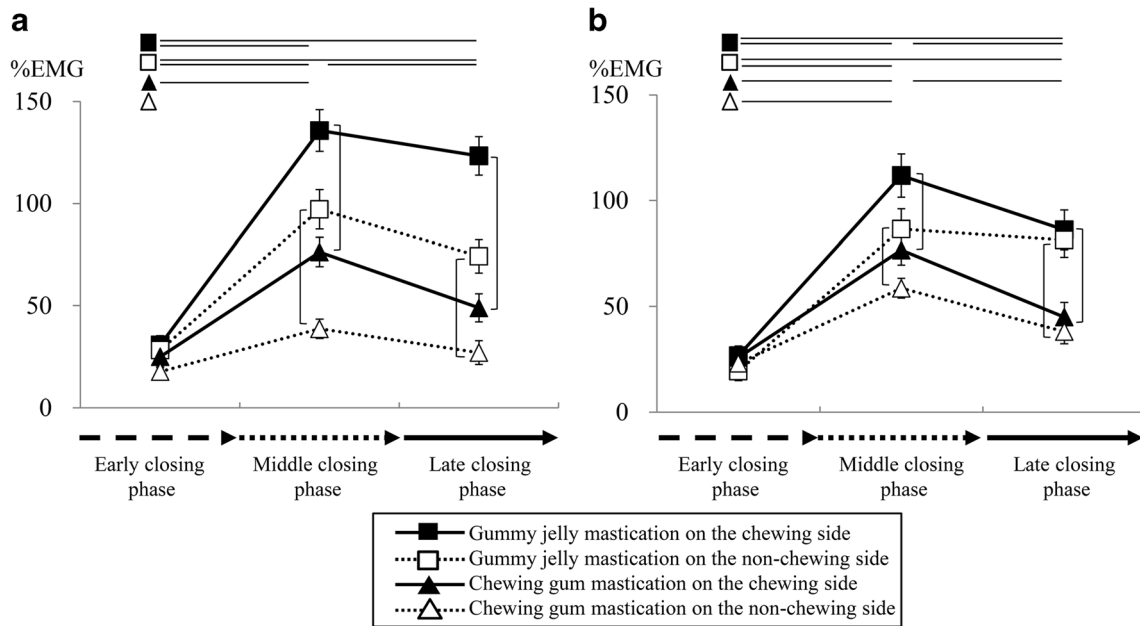 a
%EMG
150
100
50
0
Early closing
phase
Middle closing
phase
Late closing
phase
b
%EMG
150
100
50
0
Early closing
phase
Middle closing
phase
Late closing
phase
Gummy jelly mastication on the chewing side
Gummy jelly mastication on the non-chewing side
Chewing gum mastication on the chewing side
Chewing gum mastication on the non-chewing side